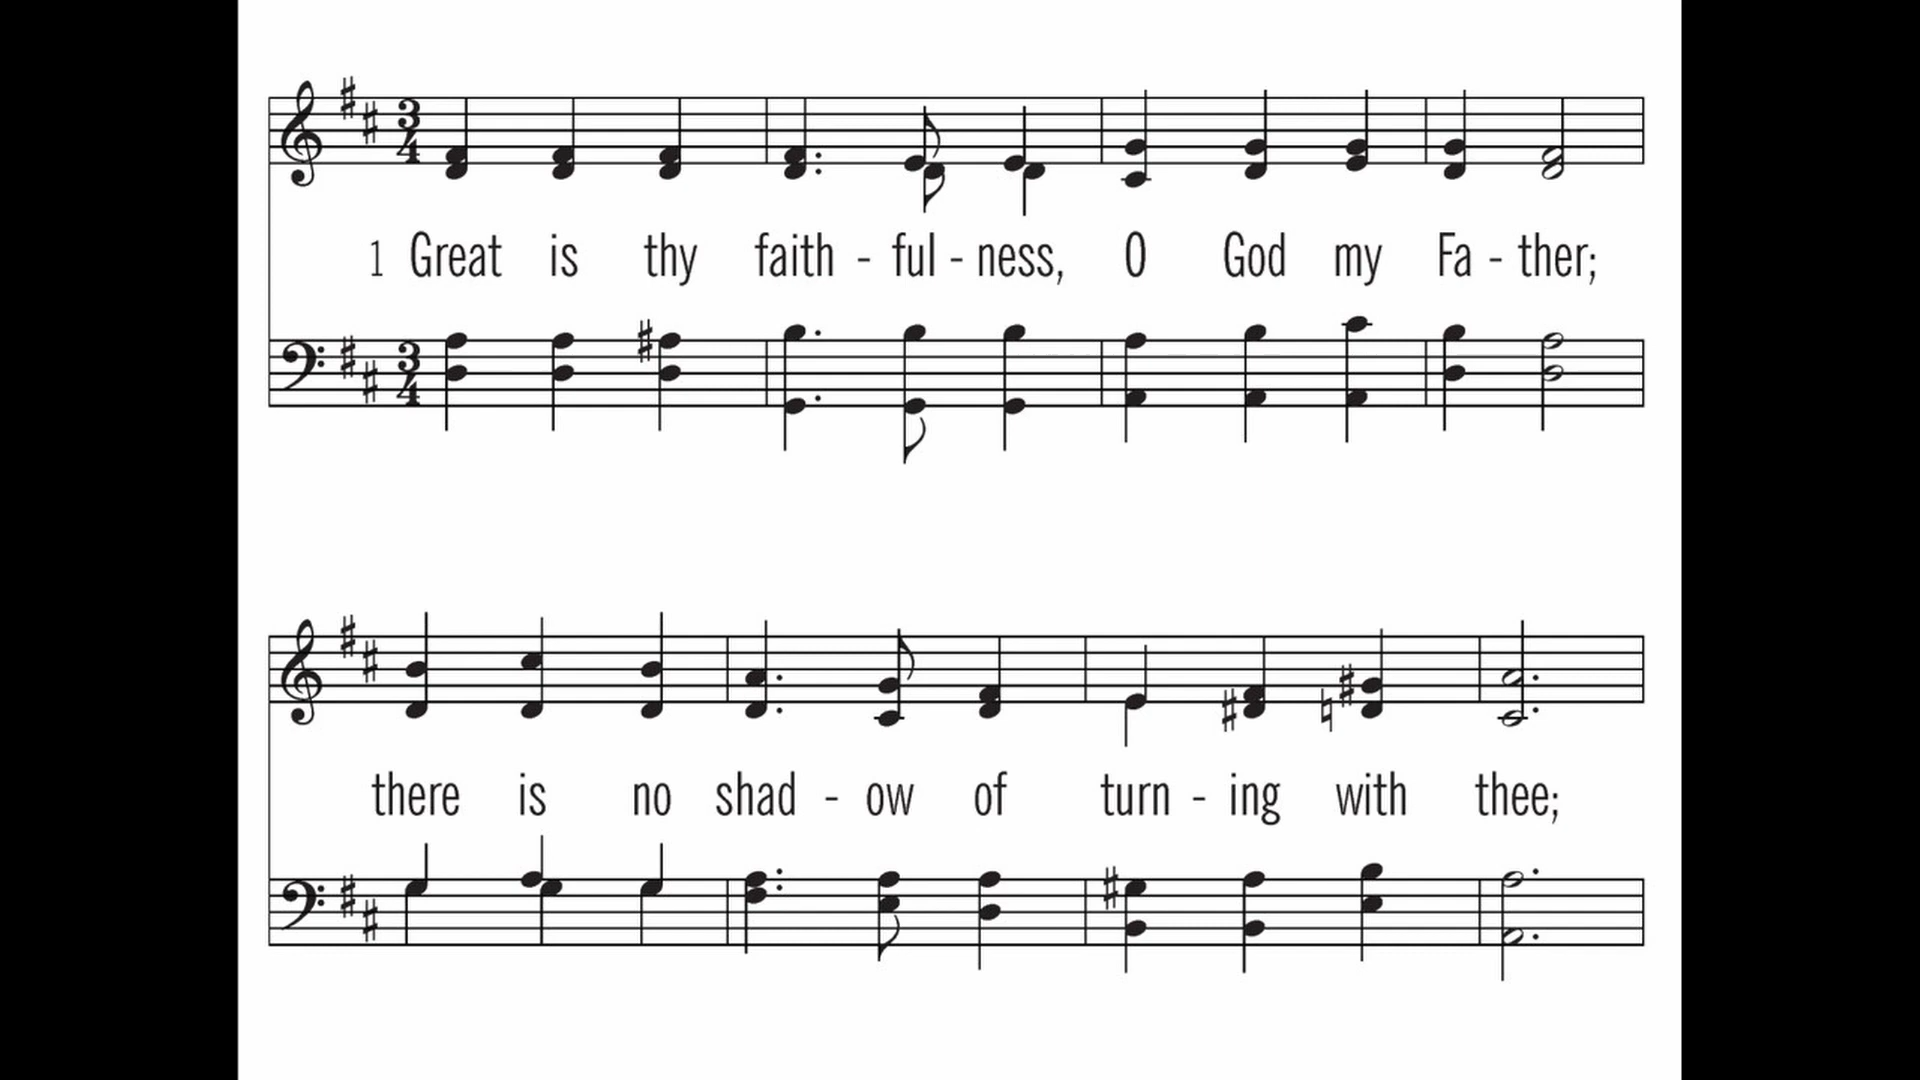 1 Great is thy faith - ful - ness, O God my Fa - ther;
there is no shad - ow of turn - ing with thee;